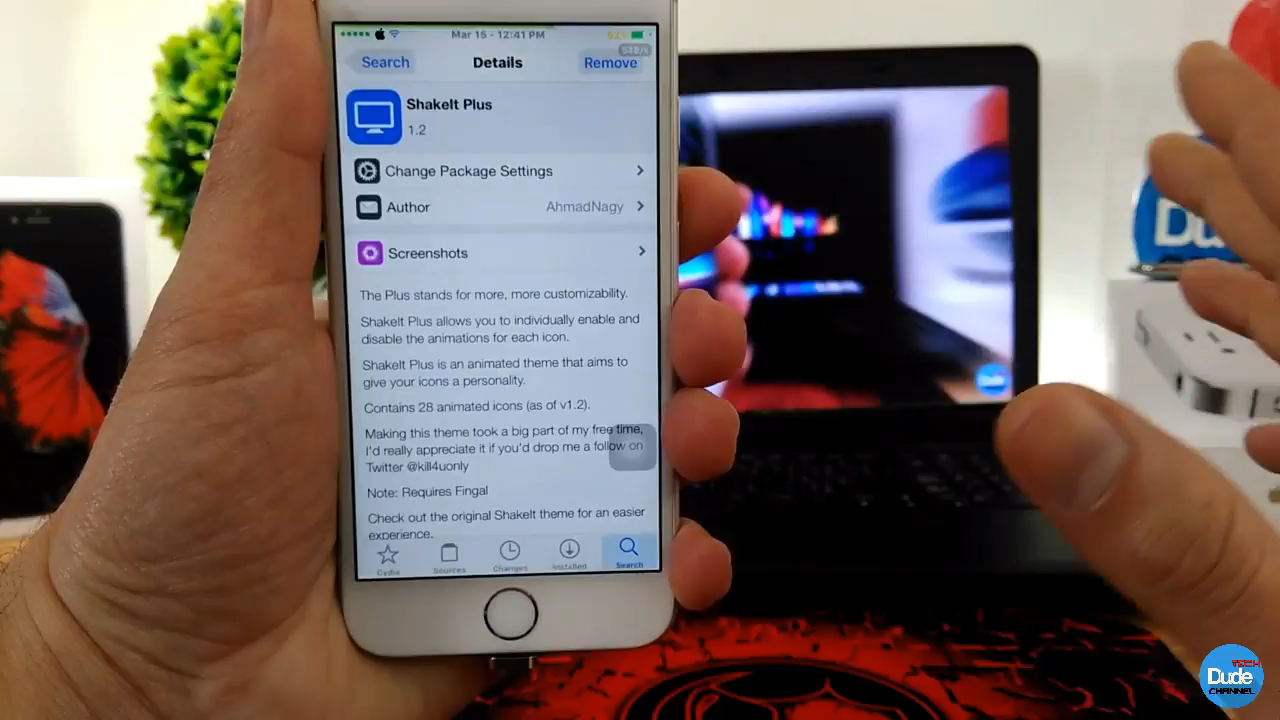 Mar 15 - 12:41 PM
Search
Details
Remove
ShakeIt Plus
1.2
Change Package Settings
Author
AhmadNagy
Screenshots
The Plus stands for more, more customizability.
ShakeIt Plus allows you to individually enable and
disable the animations for each icon.
ShakeIt Plus is an animated theme that aims to
give your icons a personality.
Contains 28 animated icons (as of v1.2).
Making this theme took a big part of my free time,
I'd really appreciate it if you'd drop me a follow on
Twitter @kill4uonly
Note: Requires Fingal
Check out the original ShakeIt theme for an easier
experience.
Cydia
Sources
Changes
Installed
Search
Du
TECH
Dude
CHANNEL